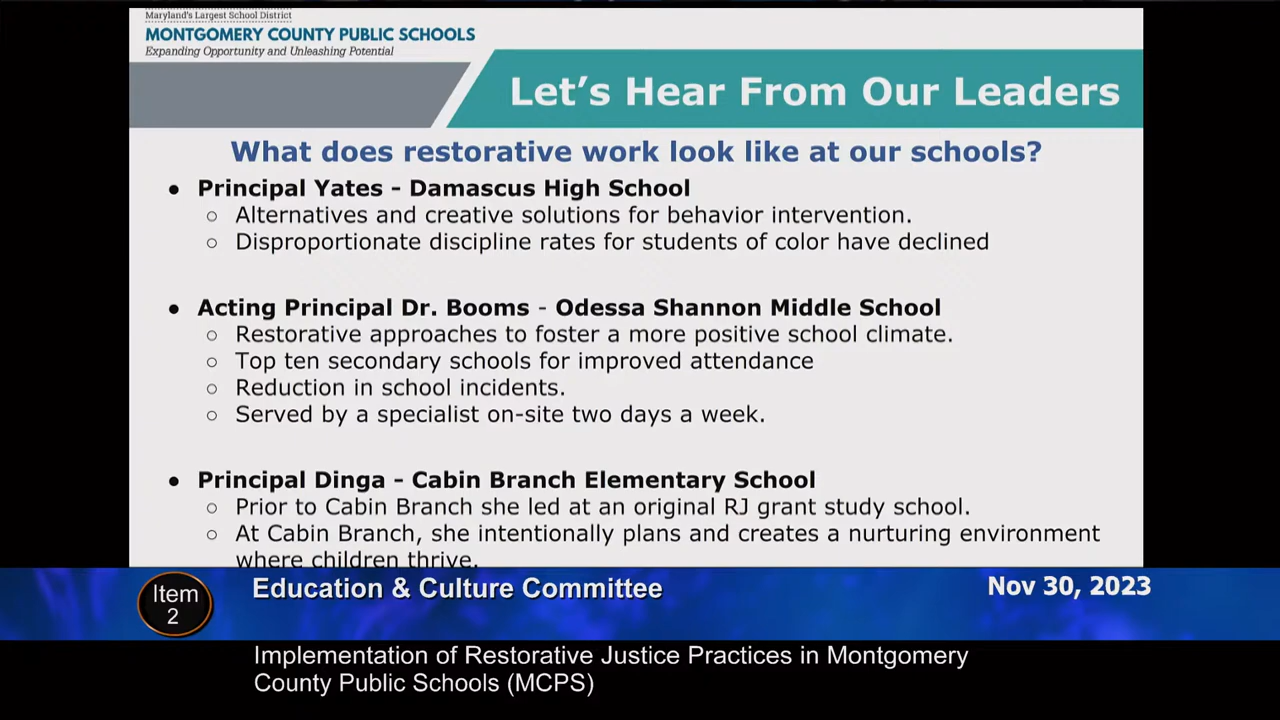 Maryland's Largest School District
MONTGOMERY COUNTY PUBLIC SCHOOLS
Expanding Opportunity and Unleashing Potential
Let's Hear From Our Leaders
What does restorative work look like at our schools?
● Principal Yates - Damascus High School
○ Alternatives and creative solutions for behavior intervention.
○ Disproportionate discipline rates for students of color have declined
● Acting Principal Dr. Booms - Odessa Shannon Middle School
○ Restorative approaches to foster a more positive school climate.
○ Top ten secondary schools for improved attendance
○ Reduction in school incidents.
○ Served by a specialist on-site two days a week.
● Principal Dinga - Cabin Branch Elementary School
○ Prior to Cabin Branch she led at an original RJ grant study school.
○ At Cabin Branch, she intentionally plans and creates a nurturing environment
where children thrive.
Item
2
Education & Culture Committee
Nov 30, 2023
Implementation of Restorative Justice Practices in Montgomery
County Public Schools (MCPS)